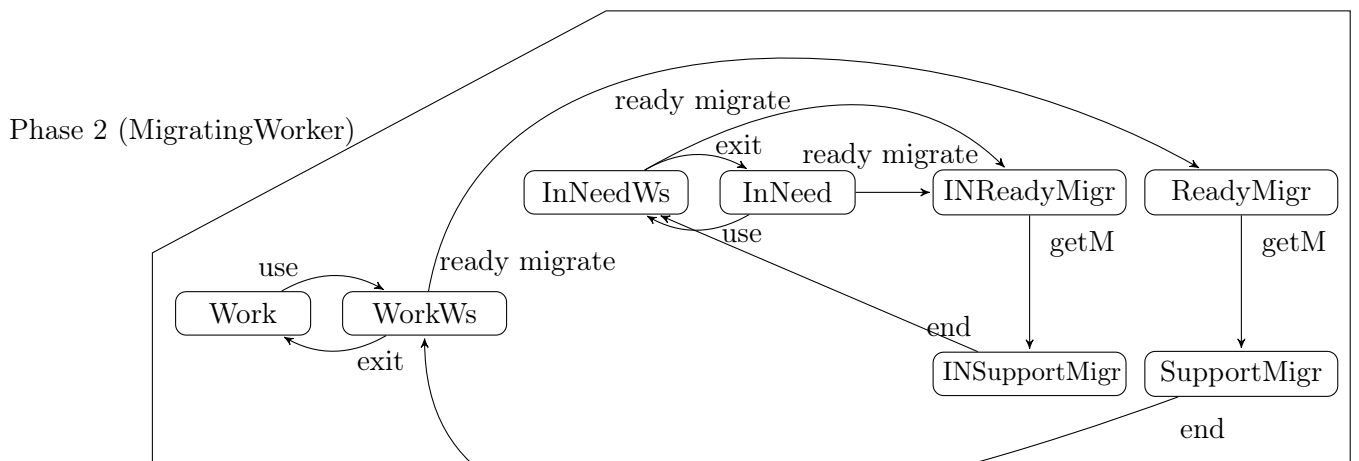 ready migrate
Phase 2 (MigratingWorker)
exit
ready migrate
InNeedWs
InNeed
INReadyMigr
ReadyMigr
use
getM
getM
use
ready migrate
Work
WorkWs
end
exit
INSupportMigr
SupportMigr
end